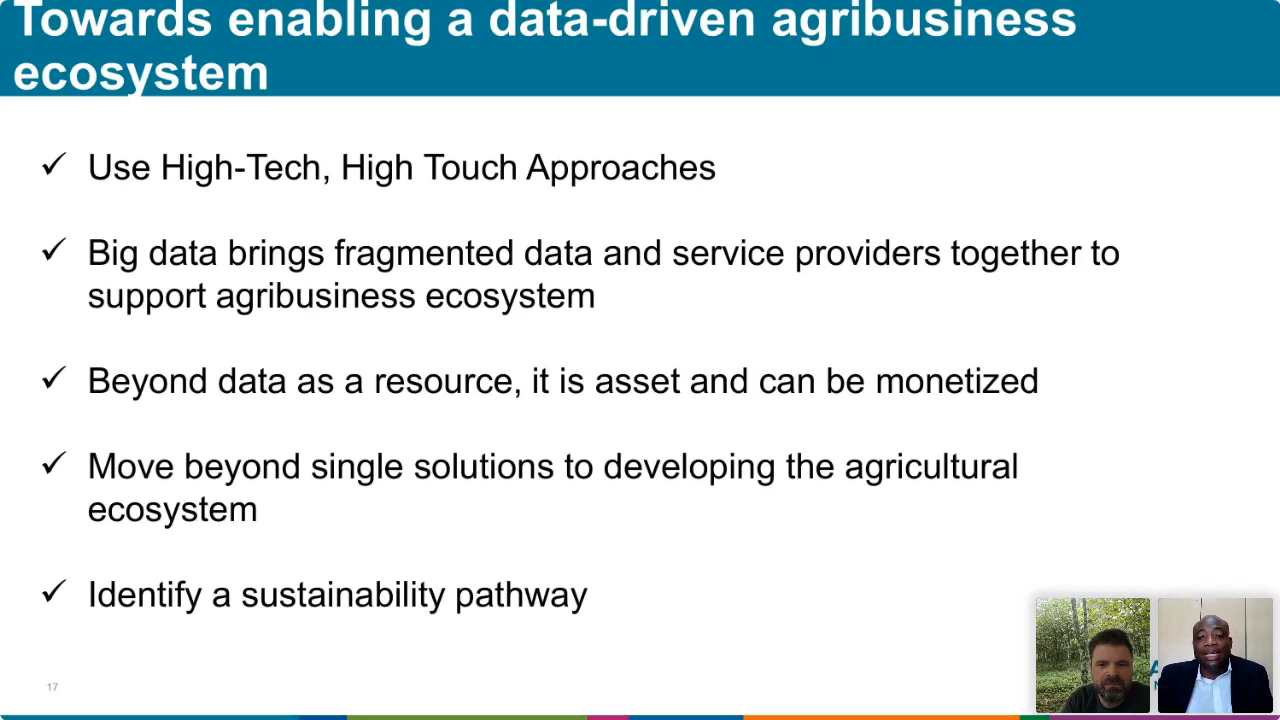 Towards enabling a data-driven agribusiness
ecosystem
✓ Use High-Tech, High Touch Approaches
✓ Big data brings fragmented data and service providers together to
support agribusiness ecosystem
✓ Beyond data as a resource, it is asset and can be monetized
✓ Move beyond single solutions to developing the agricultural
ecosystem
✓ Identify a sustainability pathway
17